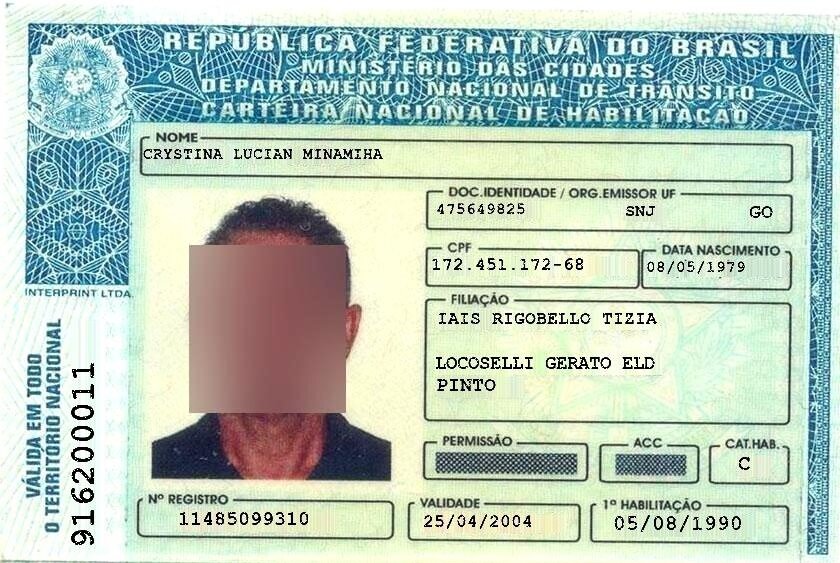 REPÚBLICA FEDERATIVA DO BRASIL
MINISTÉRIO DAS CIDADES
DEPARTAMENTO NACIONAL DE TRÂNSITO
CARTEIRA NACIONAL DE HABILITAÇÃO
NOME
CRYSTINA LUCIAN MINAMIHA
DOC.IDENTIDADE / ORG.EMISSOR UF
475649825 SNJ GO
CPF
172.451.172-68
DATA NASCIMENTO
08/05/1979
FILIAÇÃO
IAIS RIGOBELLO TIZIA
LOCOSELLI GERATO ELD
PINTO
PERMISSÃO
ACC
CAT.HAB.
C
Nº REGISTRO
11485099310
VALIDADE
25/04/2004
1ª HABILITAÇÃO
05/08/1990
INTERPRINT LTDA.
VÁLIDA EM TODO
O TERRITÓRIO NACIONAL
916200011